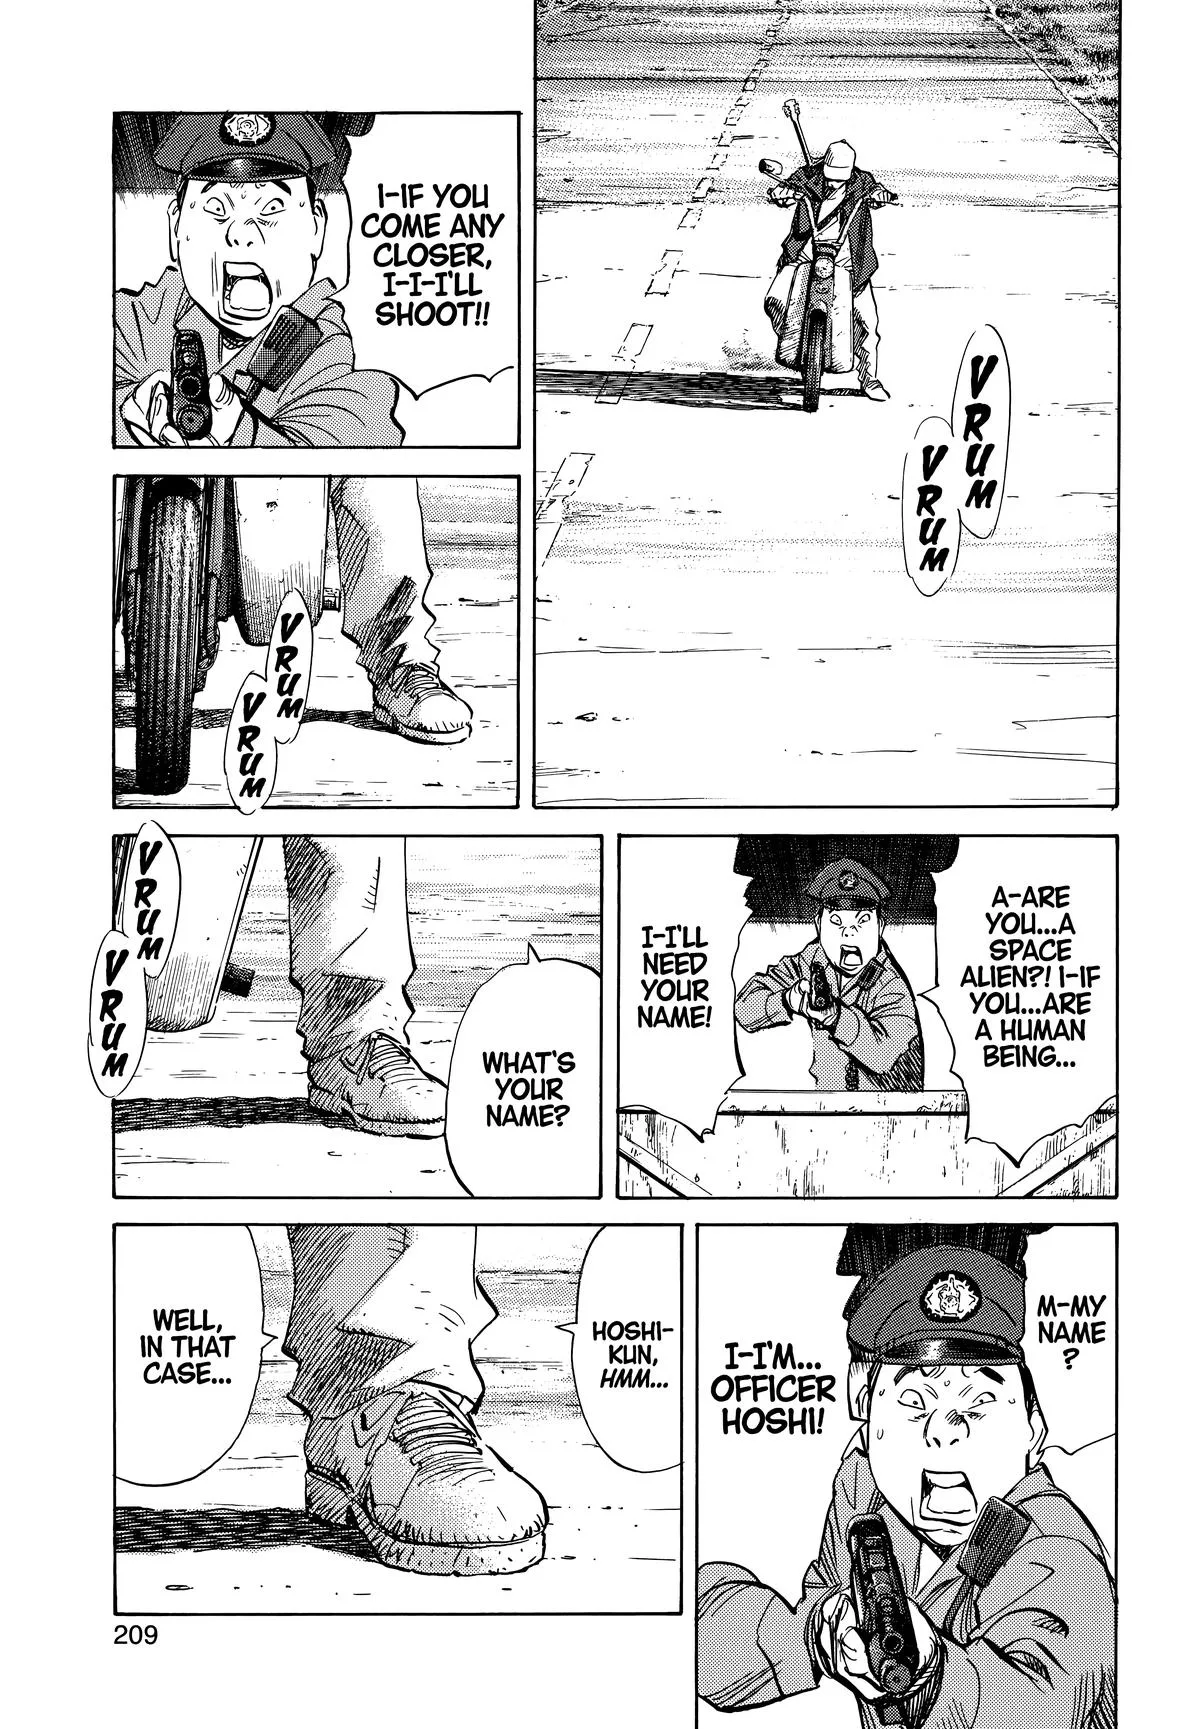 VRUM
VRUM
I-IF YOU
COME ANY
CLOSER,
I-I-I'LL
SHOOT!!
VRUM
VRUM
A-ARE
YOU...A
SPACE
ALIEN?! I-IF
YOU...ARE
A HUMAN
BEING...
I-I'LL
NEED
YOUR
NAME!
WHAT'S
YOUR
NAME?
VRUM
VRUM
M-MY
NAME
?
I-I'M...
OFFICER
HOSHI!
HOSHI-
KUN,
HMM...
WELL,
IN THAT
CASE...
209